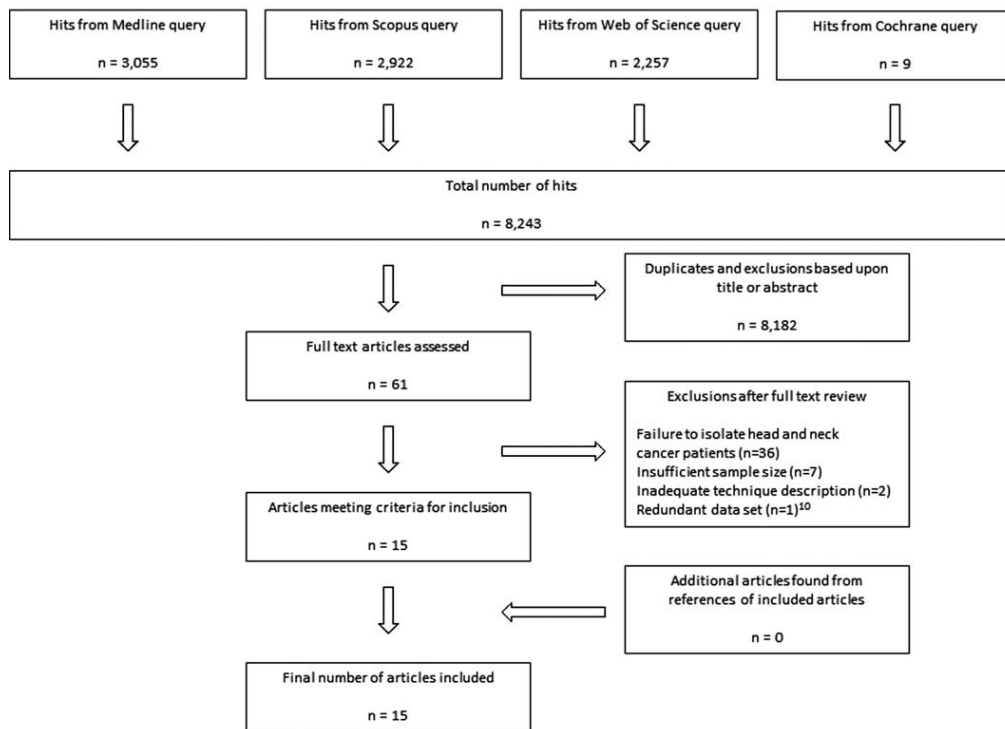 Hits from Medline query
n = 3,055
Hits from Scopus query
n = 2,922
Hits from Web of Science query
n = 2,257
Hits from Cochrane query
n = 9
Total number of hits
n = 8,243
Duplicates and exclusions based upon
title or abstract
n = 8,182
Full text articles assessed
n = 61
Exclusions after full text review
Failure to isolate head and neck
cancer patients (n=36)
Insufficient sample size (n=7)
Inadequate technique description (n=2)
Redundant data set (n=1)¹⁰
Articles meeting criteria for inclusion
n = 15
Additional articles found from
references of included articles
n = 0
Final number of articles included
n = 15